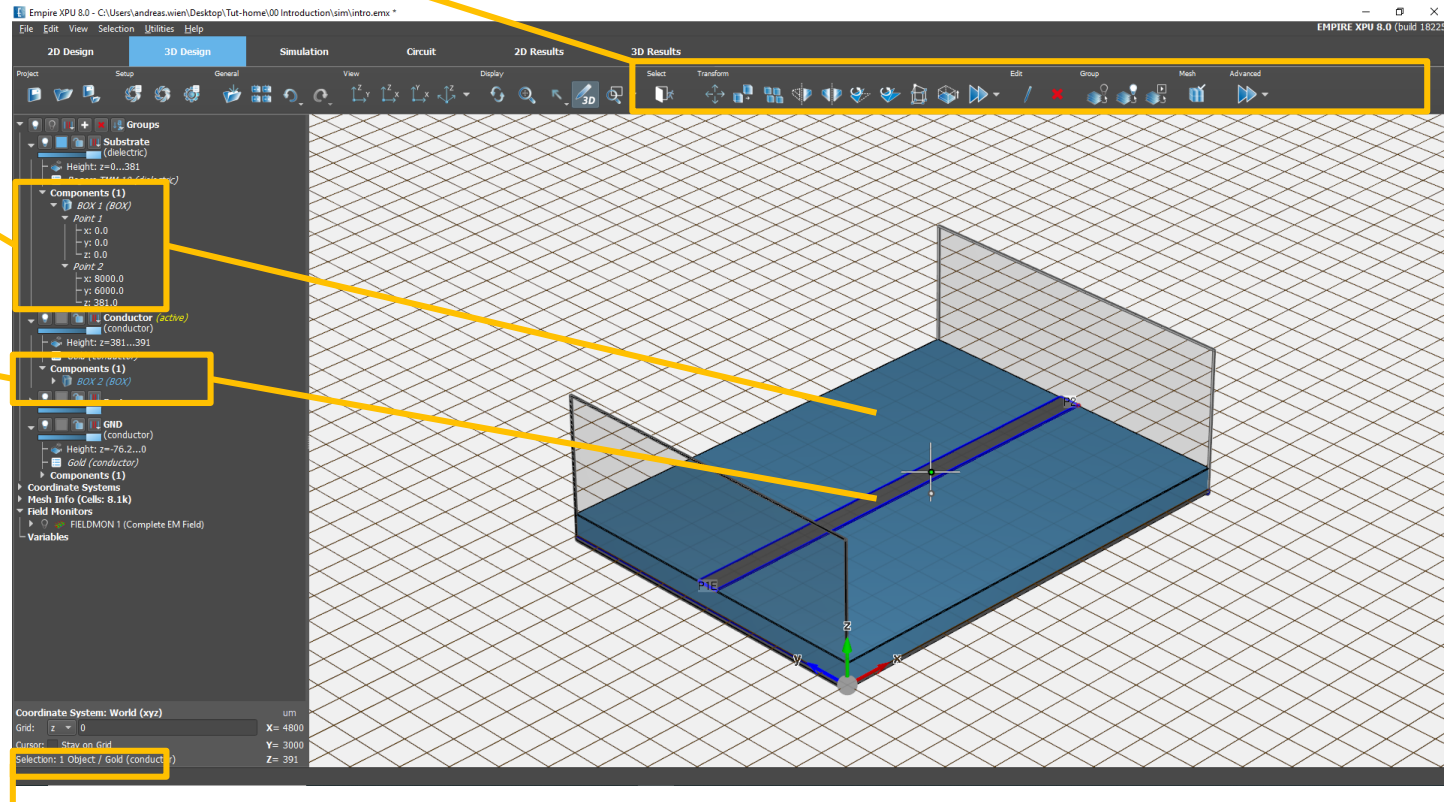 Empire XPU 8.0 - C:\Users\andreas.wien\Desktop\Tut-home\00 Introduction\sim\intro.emx *
File Edit View Selection Utilities Help
EMPIRE XPU 8.0 (build 18225
2D Design 3D Design Simulation Circuit 2D Results 3D Results
Project Setup General View Display Select Transform Edit Group Mesh Advanced
Z Y Z X Y X Z
3D
Groups
Substrate
(dielectric)
Height: z=0...381
Components (1)
BOX 1 (BOX)
Point 1
x: 0.0
y: 0.0
z: 0.0
Point 2
x: 8000.0
y: 6000.0
z: 381.0
Conductor (active)
(conductor)
Height: z=381...391
Gold (conductor)
Components (1)
BOX 2 (BOX)
GND
(conductor)
Height: z=-76.2...0
Gold (conductor)
Components (1)
Coordinate Systems
Mesh Info (Cells: 8.1k)
Field Monitors
FIELDMON 1 (Complete EM Field)
Variables
P2
P1E
z
y x
Coordinate System: World (xyz) um
Grid: z 0 X= 4800
Cursor: Stay on Grid Y= 3000
Selection: 1 Object / Gold (conductor) Z= 391